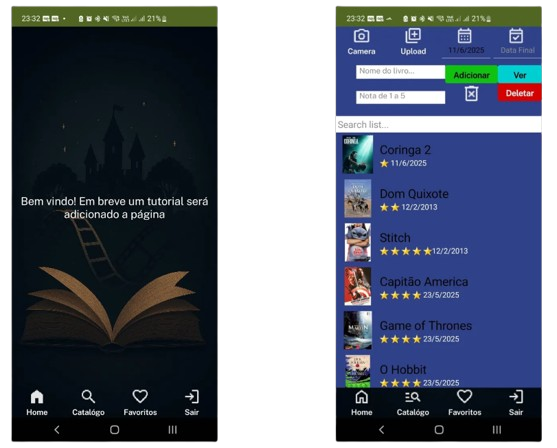 23:32
21%
Bem vindo! Em breve um tutorial será
adicionado a página
Home Catalógo Favoritos Sair
23:32
21%
Camera Upload 11/6/2025 Data Final
Nome do livro... Adicionar Ver
Nota de 1 a 5 Deletar
Search list...
Coringa 2
11/6/2025
Dom Quixote
12/2/2013
Stitch
12/2/2013
Capitão America
23/5/2025
Game of Thrones
23/5/2025
O Hobbit
23/5/2025
Home Catalógo Favoritos Sair